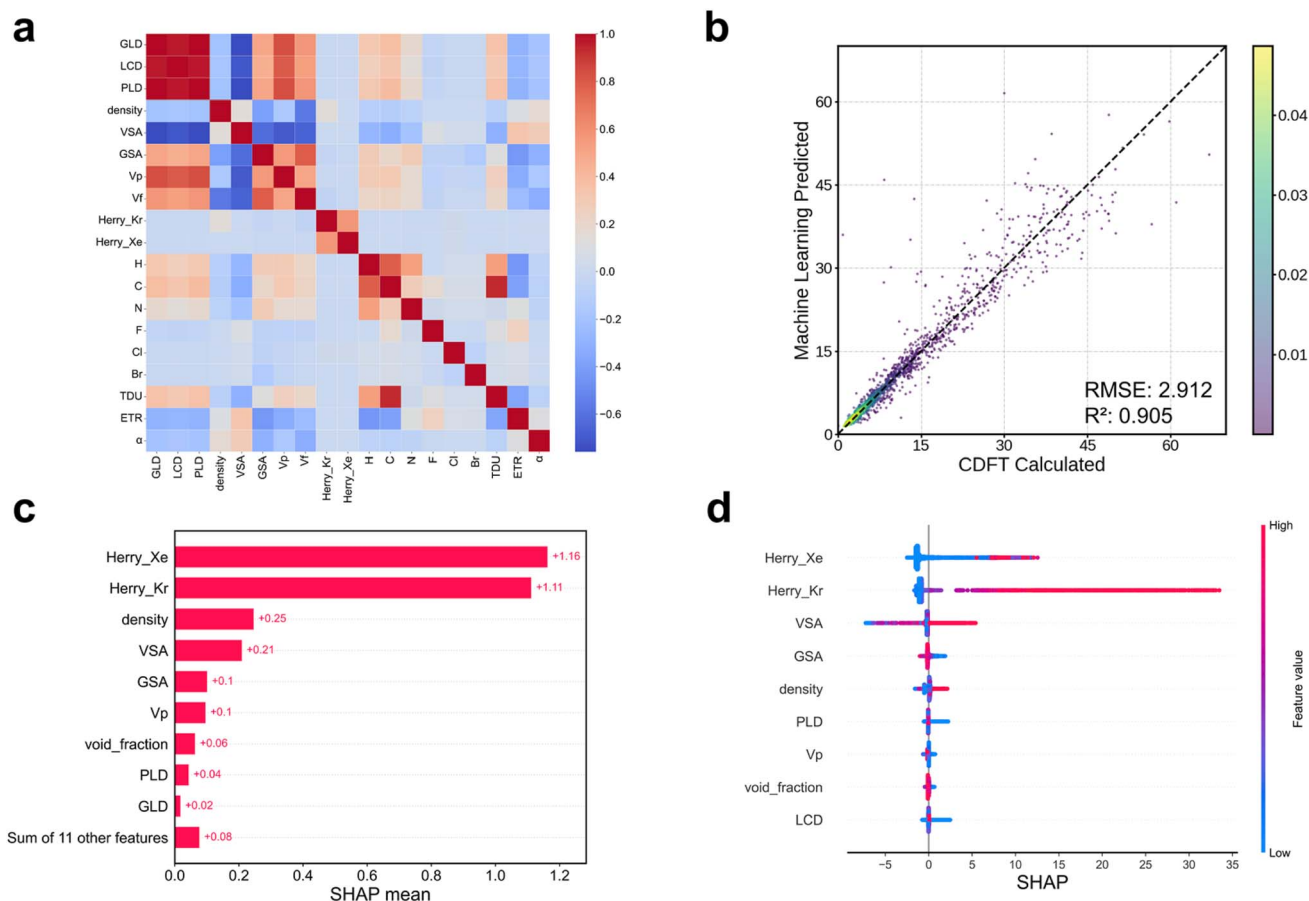 a
GLD
LCD
PLD
density
VSA
GSA
Vp
Vf
Herry_Kr
Herry_Xe
H
C
N
F
Cl
Br
TDU
ETR
α
GLD
LCD
PLD
density
VSA
GSA
Vp
Vf
Herry_Kr
Herry_Xe
H
C
N
F
Cl
Br
TDU
ETR
α
1.0
0.8
0.6
0.4
0.2
0.0
−0.2
−0.4
−0.6
b
Machine Learning Predicted
60
45
30
15
0
0
15
30
45
60
CDFT Calculated
RMSE: 2.912
R²: 0.905
0.04
0.03
0.02
0.01
c
Herry_Xe
+1.16
Herry_Kr
+1.11
density
+0.25
VSA
+0.21
GSA
+0.1
Vp
+0.1
void_fraction
+0.06
PLD
+0.04
GLD
+0.02
Sum of 11 other features
+0.08
0.0
0.2
0.4
0.6
0.8
1.0
1.2
SHAP mean
d
Herry_Xe
Herry_Kr
VSA
GSA
density
PLD
Vp
void_fraction
LCD
−5
0
5
10
15
20
25
30
35
SHAP
High
Feature value
Low